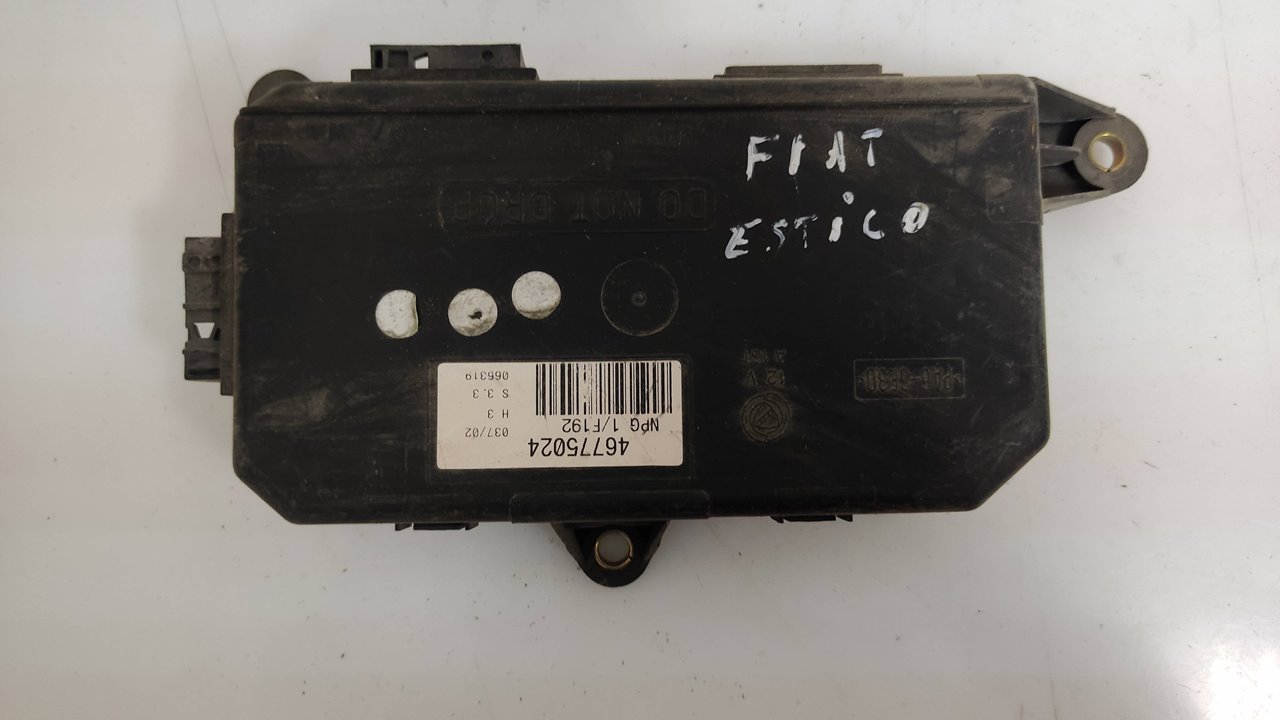 FIAT
ESTiCO
DO NOT DROP
46775024
NPG 1/F192
037/02
H 3
S 3.3
066319
12 V